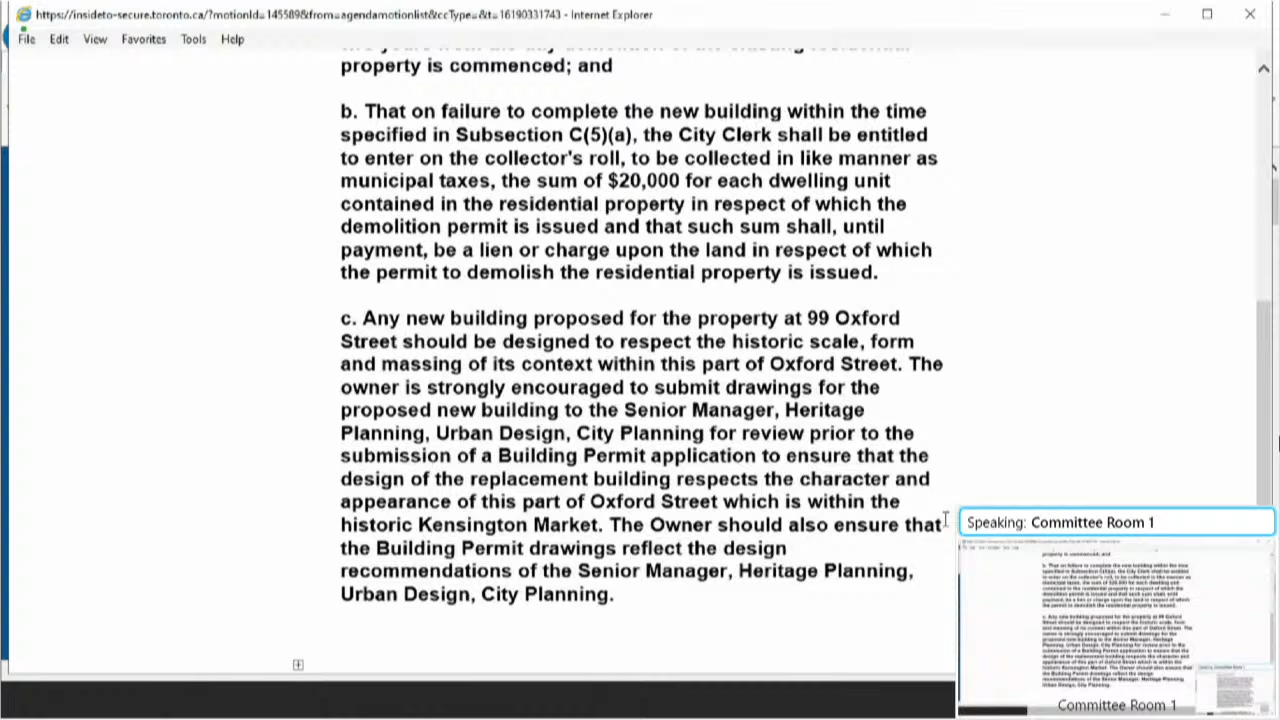 https://insideto-secure.toronto.ca/?motionId=145589&from=agendamotionlist&ccType=&t=16190331743 - Internet Explorer
File Edit View Favorites Tools Help
property is commenced; and
b. That on failure to complete the new building within the time
specified in Subsection C(5)(a), the City Clerk shall be entitled
to enter on the collector's roll, to be collected in like manner as
municipal taxes, the sum of $20,000 for each dwelling unit
contained in the residential property in respect of which the
demolition permit is issued and that such sum shall, until
payment, be a lien or charge upon the land in respect of which
the permit to demolish the residential property is issued.
c. Any new building proposed for the property at 99 Oxford
Street should be designed to respect the historic scale, form
and massing of its context within this part of Oxford Street. The
owner is strongly encouraged to submit drawings for the
proposed new building to the Senior Manager, Heritage
Planning, Urban Design, City Planning for review prior to the
submission of a Building Permit application to ensure that the
design of the replacement building respects the character and
appearance of this part of Oxford Street which is within the
historic Kensington Market. The Owner should also ensure that
Permit drawings reflect the design
of the Senior Manager, Heritage Planning,
Urban Design, City Planning.
Speaking: Committee Room 1
Committee Room 1